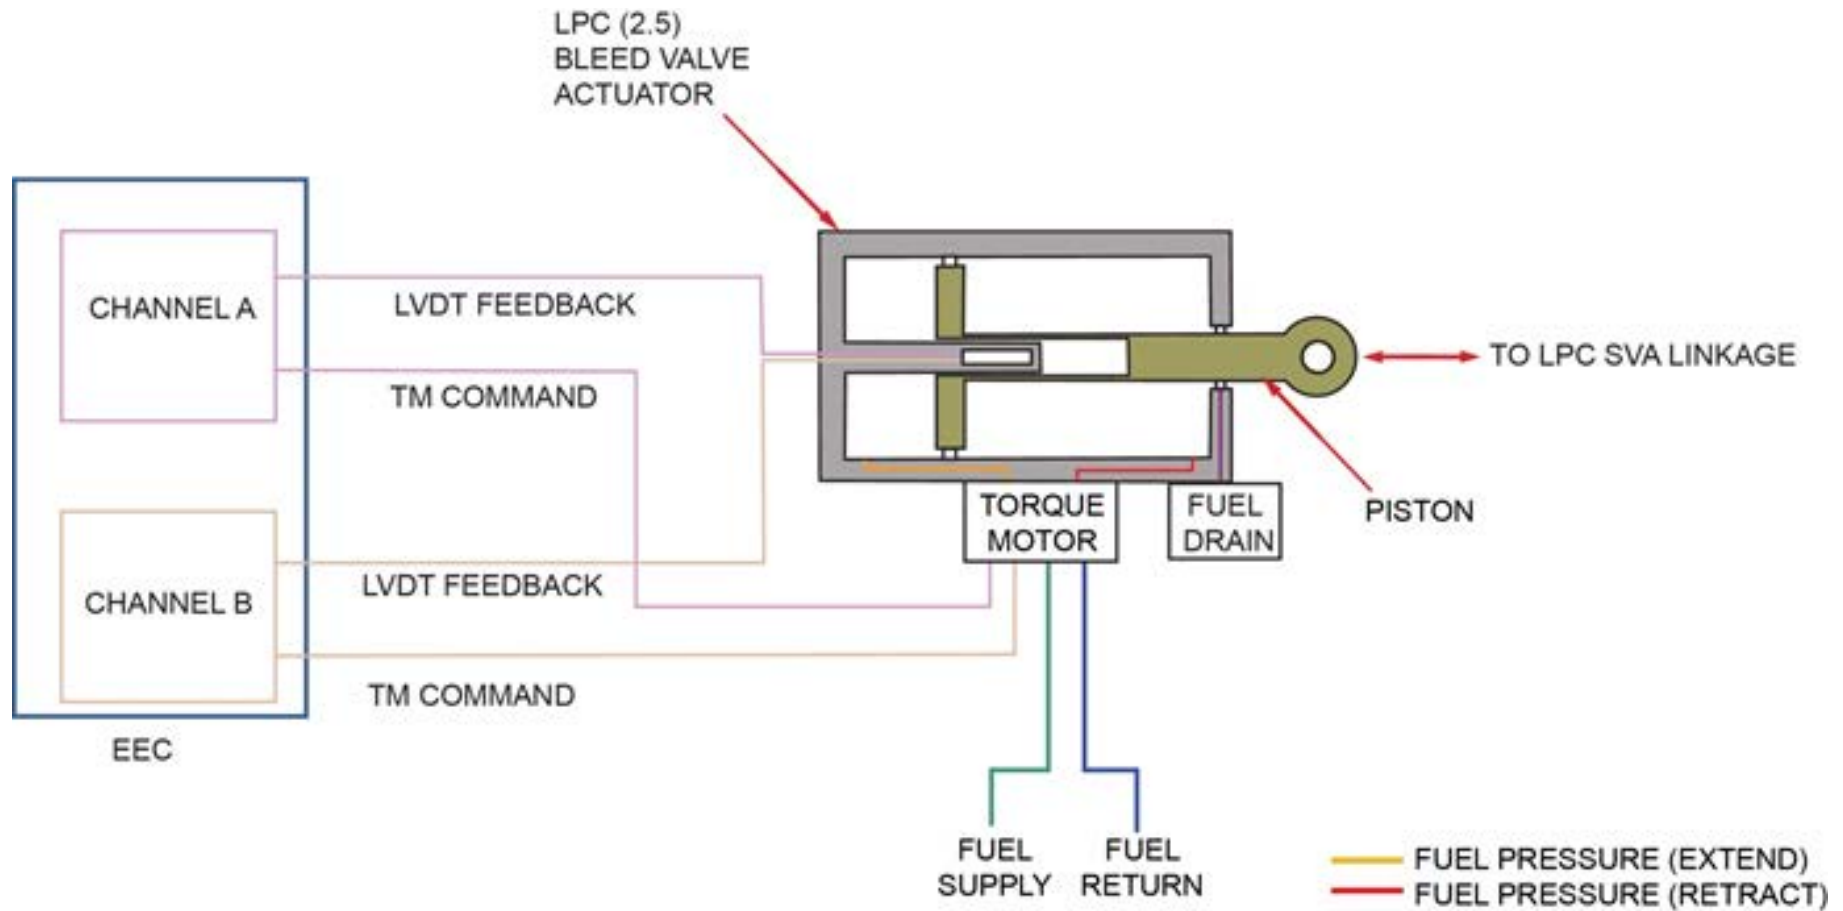 LPC (2.5)
BLEED VALVE
ACTUATOR
CHANNEL A
LVDT FEEDBACK
TM COMMAND
TO LPC SVA LINKAGE
PISTON
TORQUE
MOTOR
FUEL
DRAIN
CHANNEL B
LVDT FEEDBACK
TM COMMAND
EEC
FUEL
SUPPLY
FUEL
RETURN
FUEL PRESSURE (EXTEND)
FUEL PRESSURE (RETRACT)